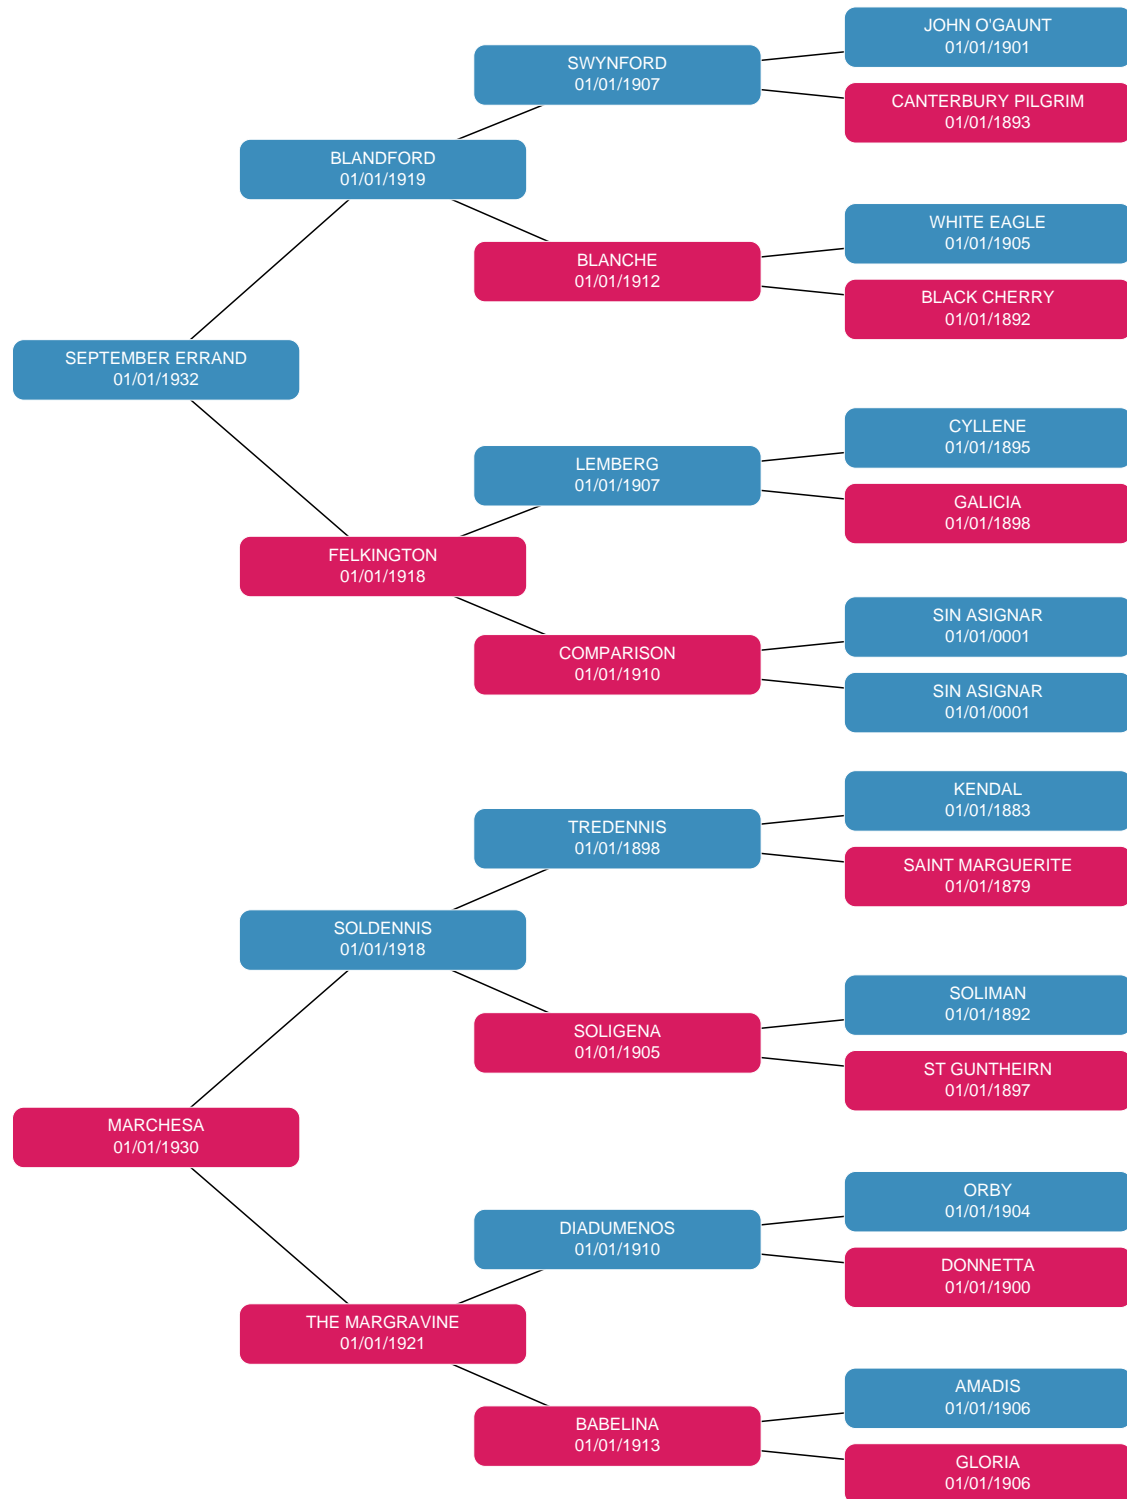 JOHN O'GAUNT
01/01/1901
SWYNFORD
01/01/1907
CANTERBURY PILGRIM
01/01/1893
BLANDFORD
01/01/1919
WHITE EAGLE
01/01/1905
BLANCHE
01/01/1912
BLACK CHERRY
01/01/1892
SEPTEMBER ERRAND
01/01/1932
CYLLENE
01/01/1895
LEMBERG
01/01/1907
GALICIA
01/01/1898
FELKINGTON
01/01/1918
SIN ASIGNAR
01/01/0001
COMPARISON
01/01/1910
SIN ASIGNAR
01/01/0001
KENDAL
01/01/1883
TREDENNIS
01/01/1898
SAINT MARGUERITE
01/01/1879
SOLDENNIS
01/01/1918
SOLIMAN
01/01/1892
SOLIGENA
01/01/1905
ST GUNTHEIRN
01/01/1897
MARCHESA
01/01/1930
ORBY
01/01/1904
DIADUMENOS
01/01/1910
DONNETTA
01/01/1900
THE MARGRAVINE
01/01/1921
AMADIS
01/01/1906
BABELINA
01/01/1913
GLORIA
01/01/1906